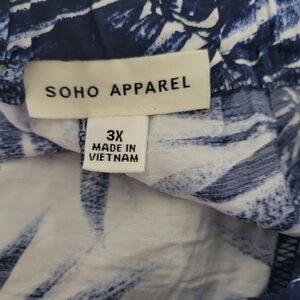 SOHO APPAREL
3X
MADE IN
VIETNAM